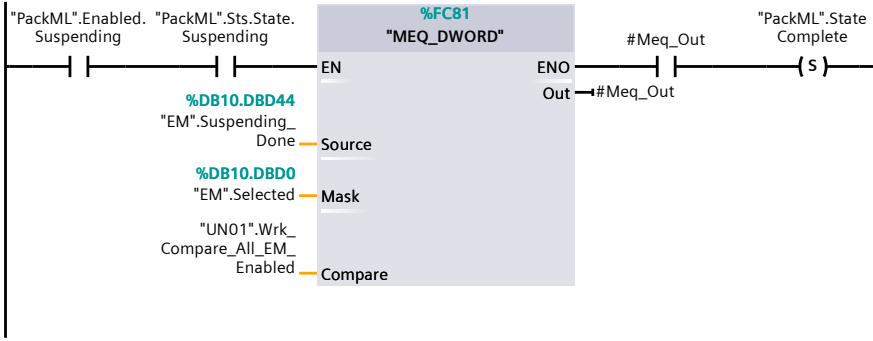 "PackML".Enabled.
Suspending
"PackML".Sts.State.
Suspending
%FC81
"MEQ_DWORD"
EN
ENO
Out
#Meq_Out
#Meq_Out
"PackML".State
Complete
S
%DB10.DBD44
"EM".Suspending_
Done
Source
%DB10.DBD0
"EM".Selected
Mask
"UN01".Wrk_
Compare_All_EM_
Enabled
Compare